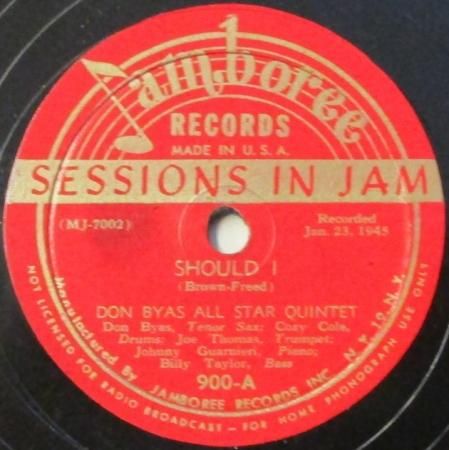 Jamboree
RECORDS
MADE IN U.S.A.
SESSIONS IN JAM
(MJ-7002)
Recorded
Jan. 23, 1945
SHOULD I
(Brown-Freed)
DON BYAS ALL STAR QUINTET
Don Byas, Tenor Sax: Cozy Cole,
Drums: Joe Thomas, Trumpet:
Johnny Guarnieri, Piano;
Billy Taylor, Bass
900-A
Manufactured By JAMBOREE RECORDS INC. N.Y. 19 N.Y.
NOT LICENSED FOR RADIO BROADCAST - FOR HOME PHONOGRAPH USE ONLY